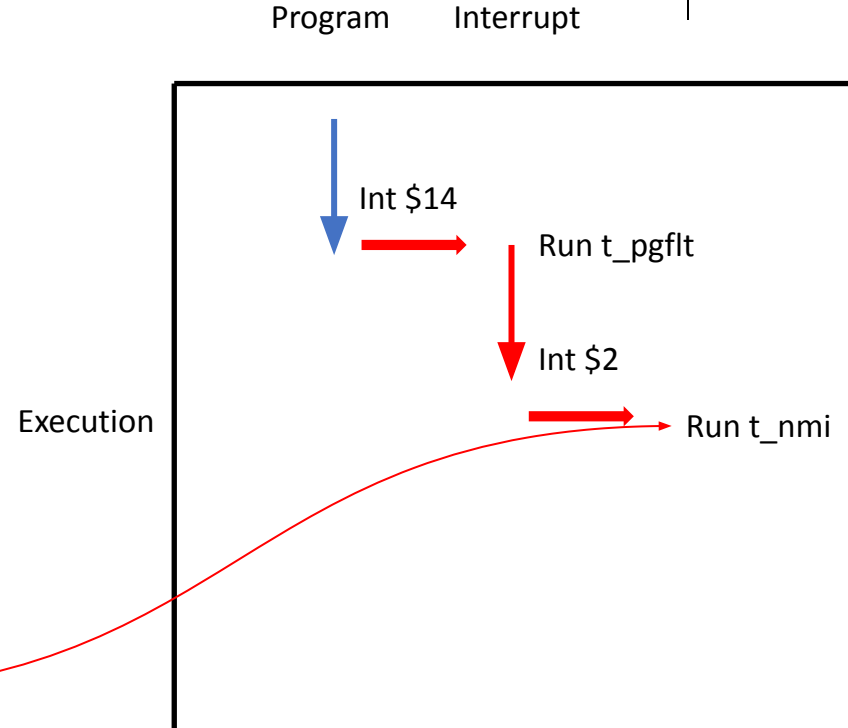 Program Interrupt
Int $14
Run t_pgflt
Int $2
Execution
Run t_nmi